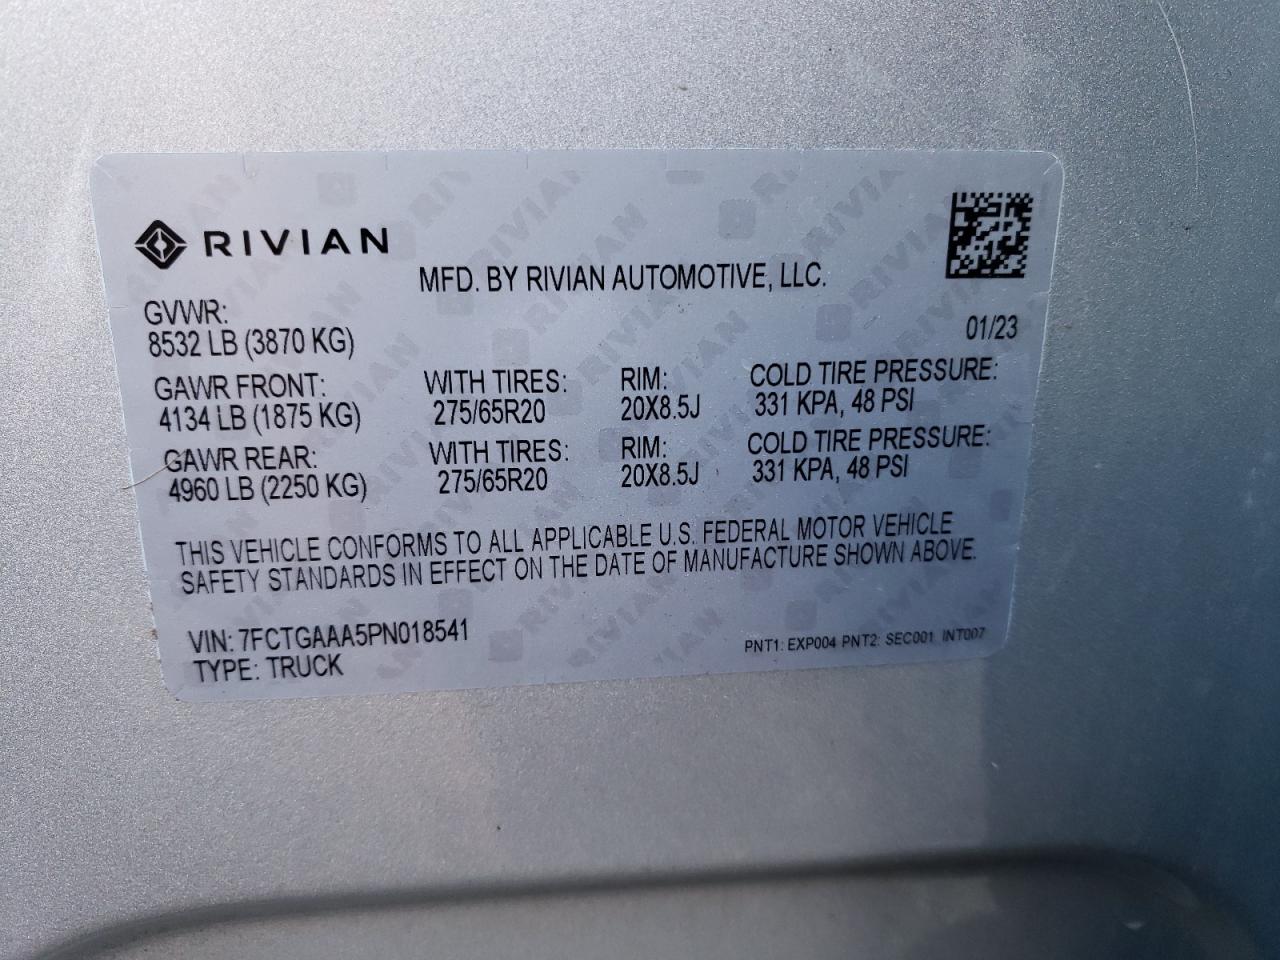 RIVIAN
MFD. BY RIVIAN AUTOMOTIVE, LLC.
01/23
GVWR:
8532 LB (3870 KG)
GAWR FRONT: WITH TIRES: RIM: COLD TIRE PRESSURE:
4134 LB (1875 KG) 275/65R20 20X8.5J 331 KPA, 48 PSI
GAWR REAR: WITH TIRES: RIM: COLD TIRE PRESSURE:
4960 LB (2250 KG) 275/65R20 20X8.5J 331 KPA, 48 PSI
THIS VEHICLE CONFORMS TO ALL APPLICABLE U.S. FEDERAL MOTOR VEHICLE
SAFETY STANDARDS IN EFFECT ON THE DATE OF MANUFACTURE SHOWN ABOVE.
VIN: 7FCTGAAA5PN018541
TYPE: TRUCK
PNT1: EXP004 PNT2: SEC001 INT007